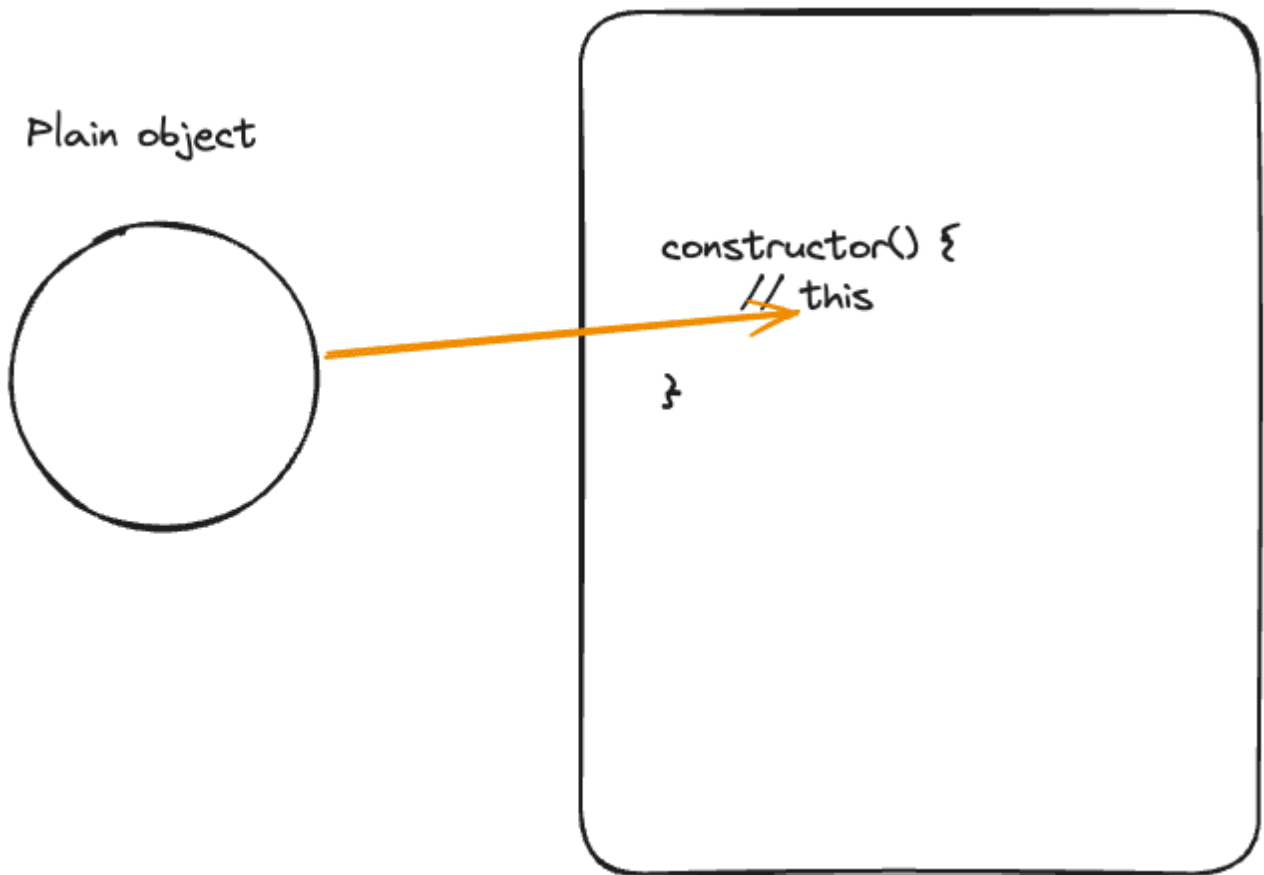 Plain object
constructor() {
// this
}